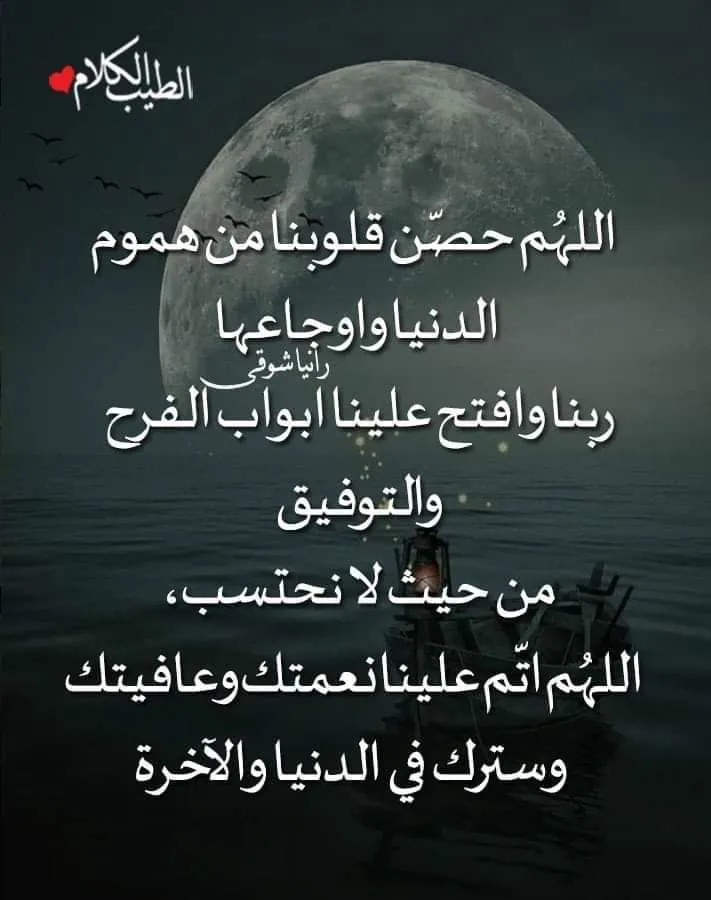 الكلام الطيب
اللهُم حصّن قلوبنا من هموم
الدنيا واوجاعها
رانيا شوقى
ربنا وافتح علينا ابواب الفرح
والتوفيق
من حيث لا نحتسب،
اللهُم اتّم علينا نعمتك وعافيتك
وسترك في الدنيا والآخرة